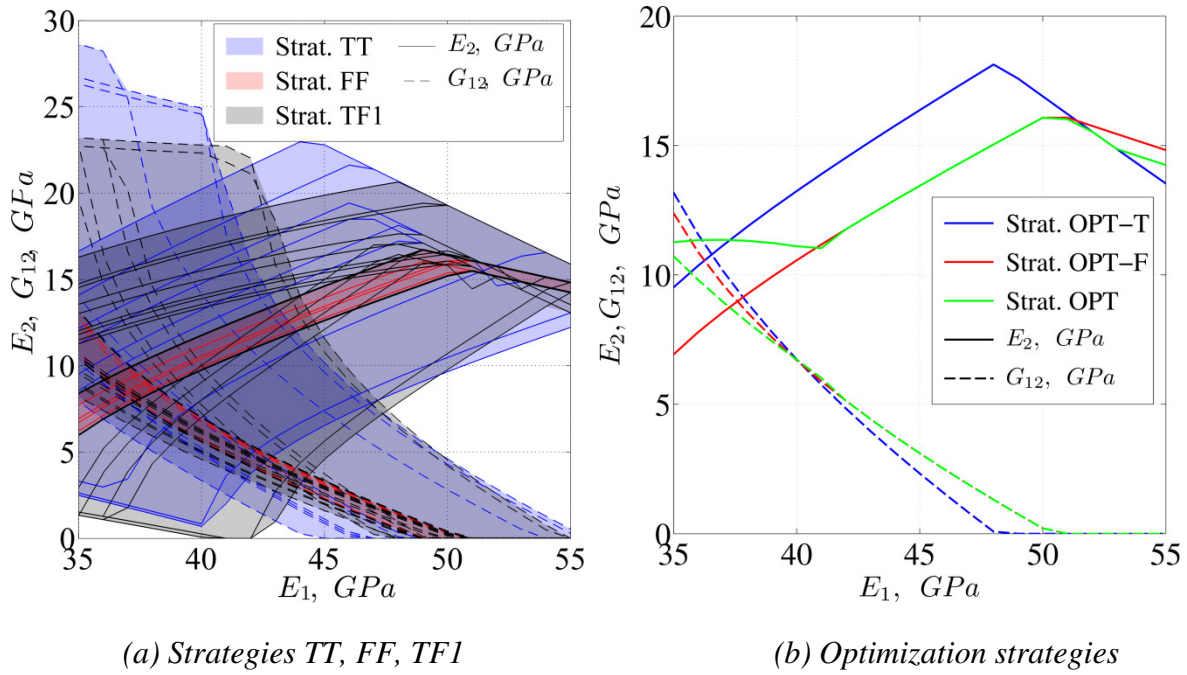 30
25
20
15
10
5
0
35
40
45
50
55
E₂, G₁₂, GPa
E₁, GPa
Strat. TT
Strat. FF
Strat. TF1
E₂, GPa
G₁₂, GPa
(a) Strategies TT, FF, TF1
20
15
10
5
0
35
40
45
50
55
E₂, G₁₂, GPa
E₁, GPa
Strat. OPT−T
Strat. OPT−F
Strat. OPT
E₂, GPa
G₁₂, GPa
(b) Optimization strategies